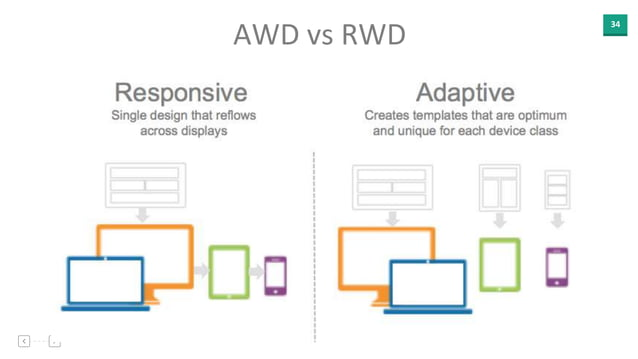 34
AWD vs RWD
Responsive
Single design that reflows
across displays
Adaptive
Creates templates that are optimum
and unique for each device class